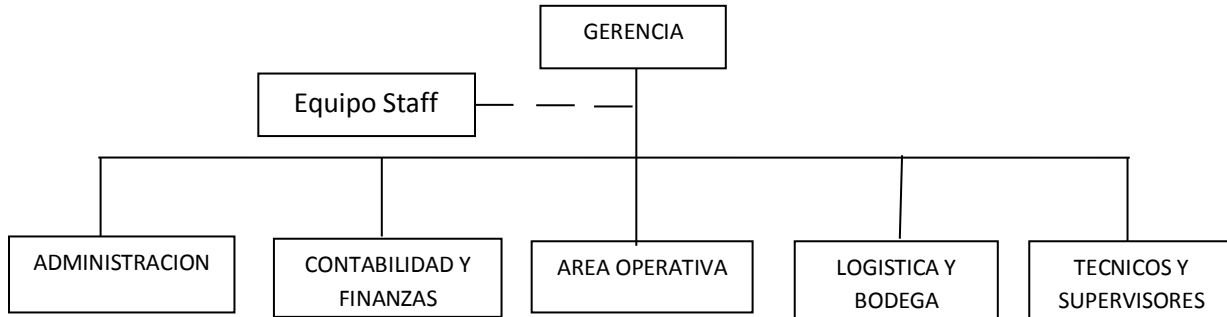 GERENCIA
Equipo Staff
ADMINISTRACION
CONTABILIDAD Y
FINANZAS
AREA OPERATIVA
LOGISTICA Y
BODEGA
TECNICOS Y
SUPERVISORES